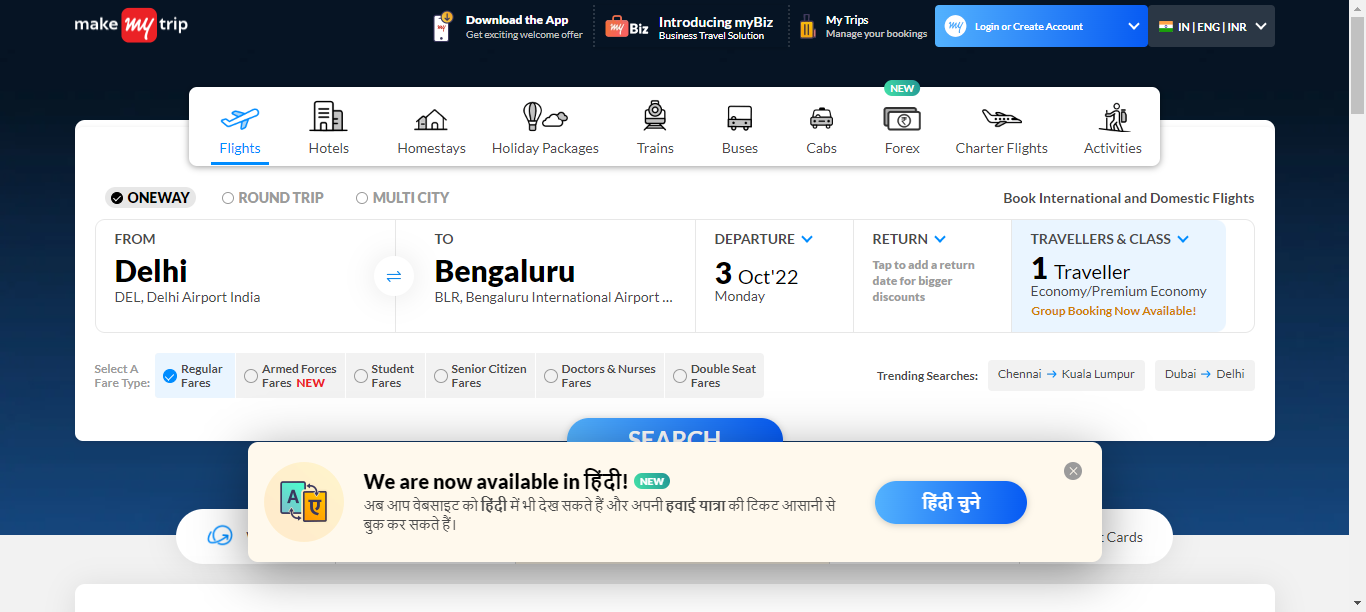 make my trip
Download the App
Get exciting welcome offer
my Biz
Introducing myBiz
Business Travel Solution
My Trips
Manage your bookings
my
Login or Create Account
IN | ENG | INR
NEW
Flights
Hotels
Homestays
Holiday Packages
Trains
Buses
Cabs
Forex
Charter Flights
Activities
ONEWAY
ROUND TRIP
MULTI CITY
Book International and Domestic Flights
FROM
Delhi
DEL, Delhi Airport India
TO
Bengaluru
BLR, Bengaluru International Airport ...
DEPARTURE
3 Oct'22
Monday
RETURN
Tap to add a return
date for bigger
discounts
TRAVELLERS & CLASS
1 Traveller
Economy/Premium Economy
Group Booking Now Available!
Select A
Fare Type:
Regular
Fares
Armed Forces
Fares NEW
Student
Fares
Senior Citizen
Fares
Doctors & Nurses
Fares
Double Seat
Fares
Trending Searches:
Chennai → Kuala Lumpur
Dubai → Delhi
SEARCH
A ए
We are now available in हिंदी! NEW
अब आप वेबसाइट को हिंदी में भी देख सकते हैं और अपनी हवाई यात्रा की टिकट आसानी से
बुक कर सकते हैं।
हिंदी चुने
Cards